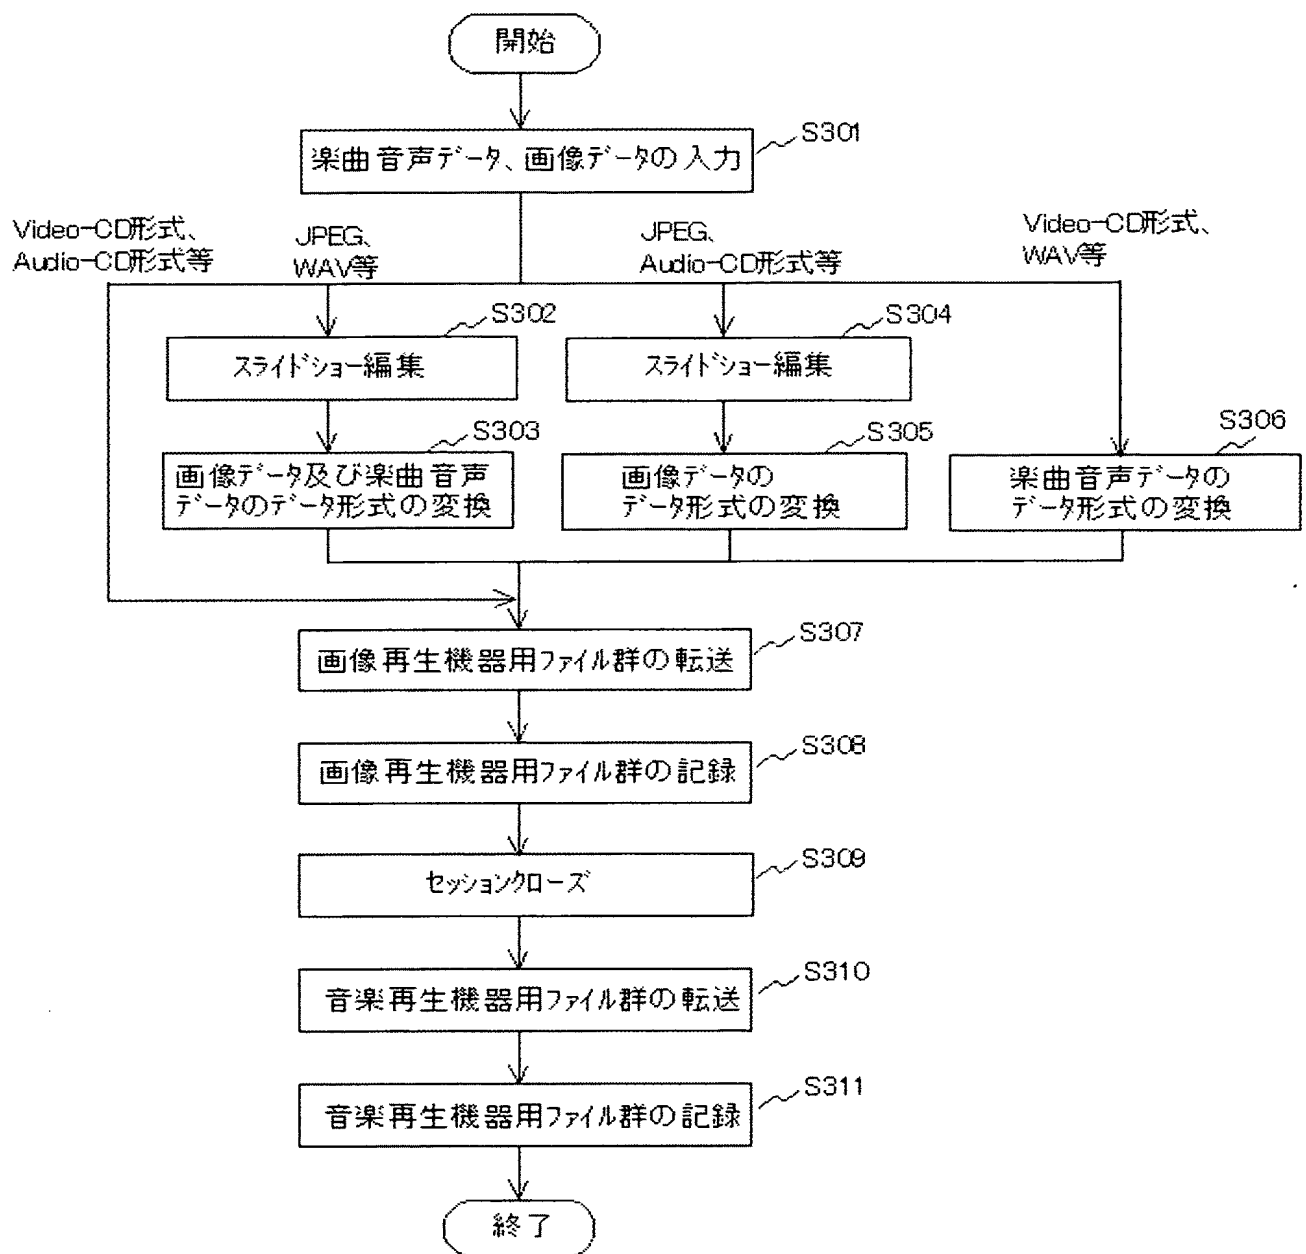 開始
S301
楽曲音声データ、画像データの入力
Video-CD形式、
Audio-CD形式等
JPEG、
WAV等
JPEG、
Audio-CD形式等
Video-CD形式、
WAV等
S302
スライドショー編集
S304
スライドショー編集
S303
画像データ及び楽曲音声
データのデータ形式の変換
S305
画像データの
データ形式の変換
S306
楽曲音声データの
データ形式の変換
S307
画像再生機器用ファイル群の転送
S308
画像再生機器用ファイル群の記録
S309
セッションクローズ
S310
音楽再生機器用ファイル群の転送
S311
音楽再生機器用ファイル群の記録
終了